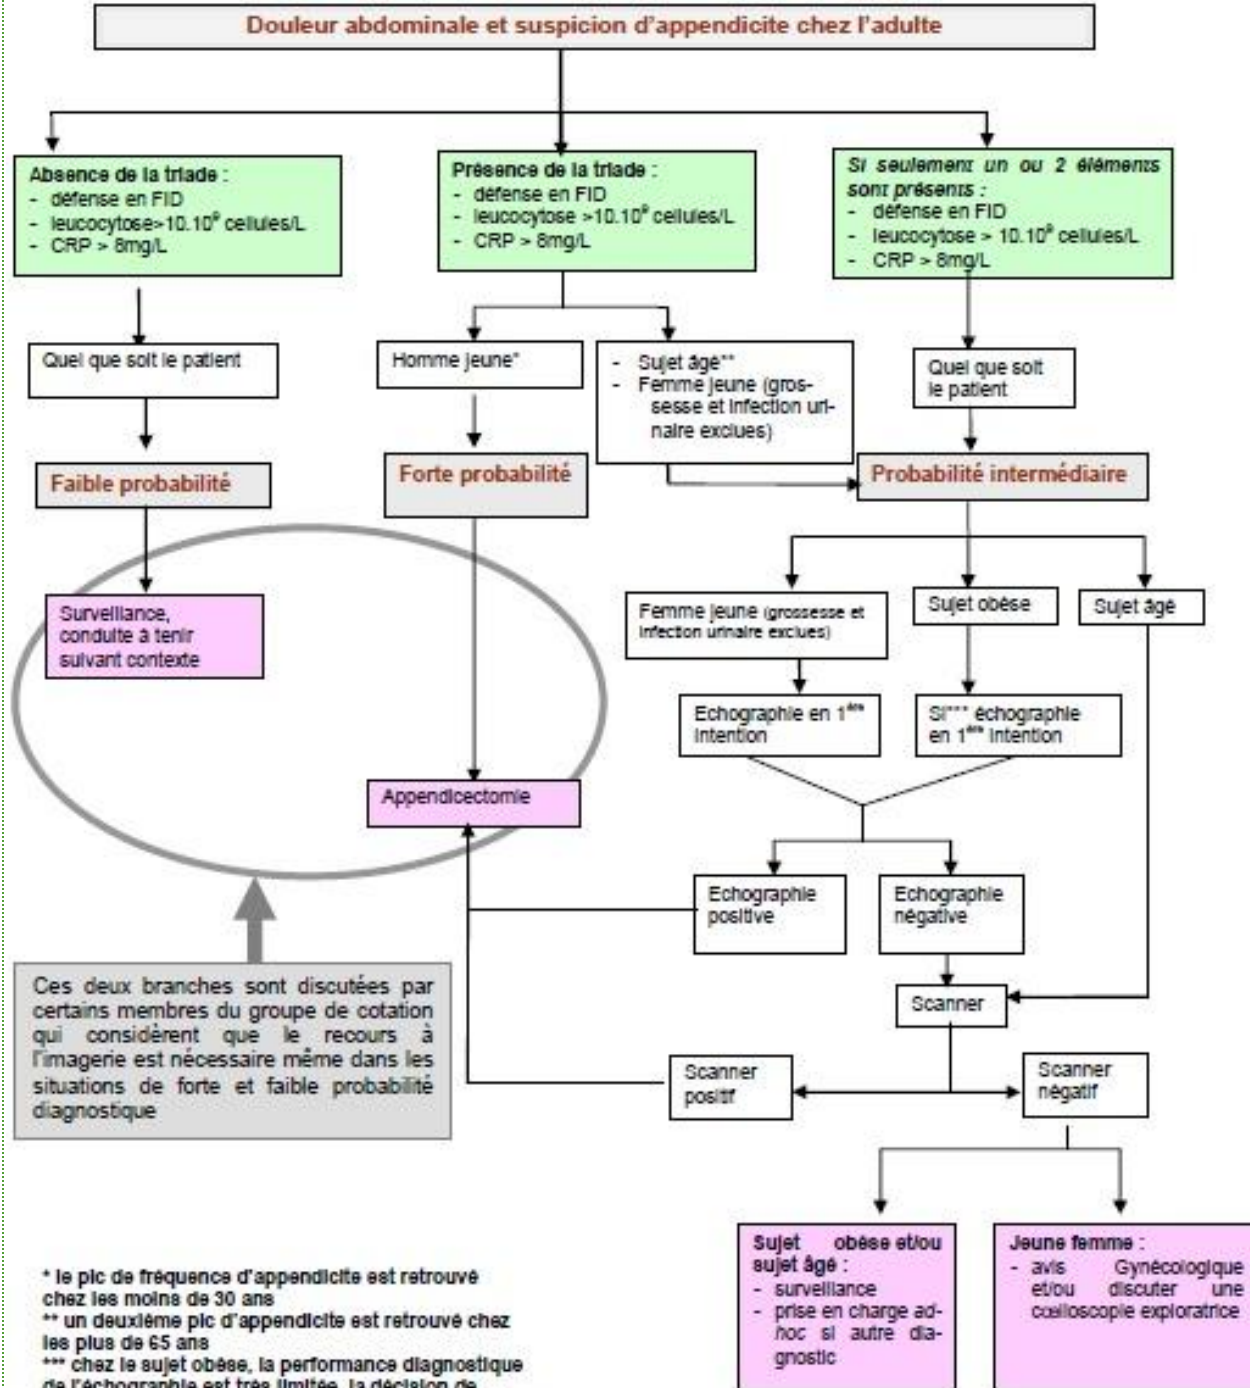 Douleur abdominale et suspicion d'appendicite chez l'adulte
Absence de la triade :
- défense en FID
- leucocytose>10.10⁹ cellules/L
- CRP > 8mg/L
Présence de la triade :
- défense en FID
- leucocytose >10.10⁹ cellules/L
- CRP > 8mg/L
Si seulement un ou 2 éléments
sont présents :
- défense en FID
- leucocytose > 10.10⁹ cellules/L
- CRP > 8mg/L
Quel que soit le patient
Homme jeune*
- Sujet âgé**
- Femme jeune (gros-
sesse et infection uri-
naire exclues)
Quel que soit
le patient
Faible probabilité
Forte probabilité
Probabilité intermédiaire
Surveillance,
conduite à tenir
suivant contexte
Femme jeune (grossesse et
infection urinaire exclues)
Sujet obèse
Sujet âgé
Echographie en 1ère
intention
Si*** échographie
en 1ère intention
Appendicectomie
Echographie
positive
Echographie
négative
Scanner
Ces deux branches sont discutées par
certains membres du groupe de cotation
qui considèrent que le recours à
l'imagerie est nécessaire même dans les
situations de forte et faible probabilité
diagnostique
Scanner
positif
Scanner
négatif
Sujet obèse et/ou
sujet âgé :
- surveillance
- prise en charge ad-
hoc si autre dia-
gnostic
Jeune femme :
- avis Gynécologique
et/ou discuter une
cœlioscopie exploratrice
* le pic de fréquence d'appendicite est retrouvé
chez les moins de 30 ans
** un deuxième pic d'appendicite est retrouvé chez
les plus de 65 ans
*** chez le sujet obèse, la performance diagnostique
de l'échographie est très limitée, la décision de